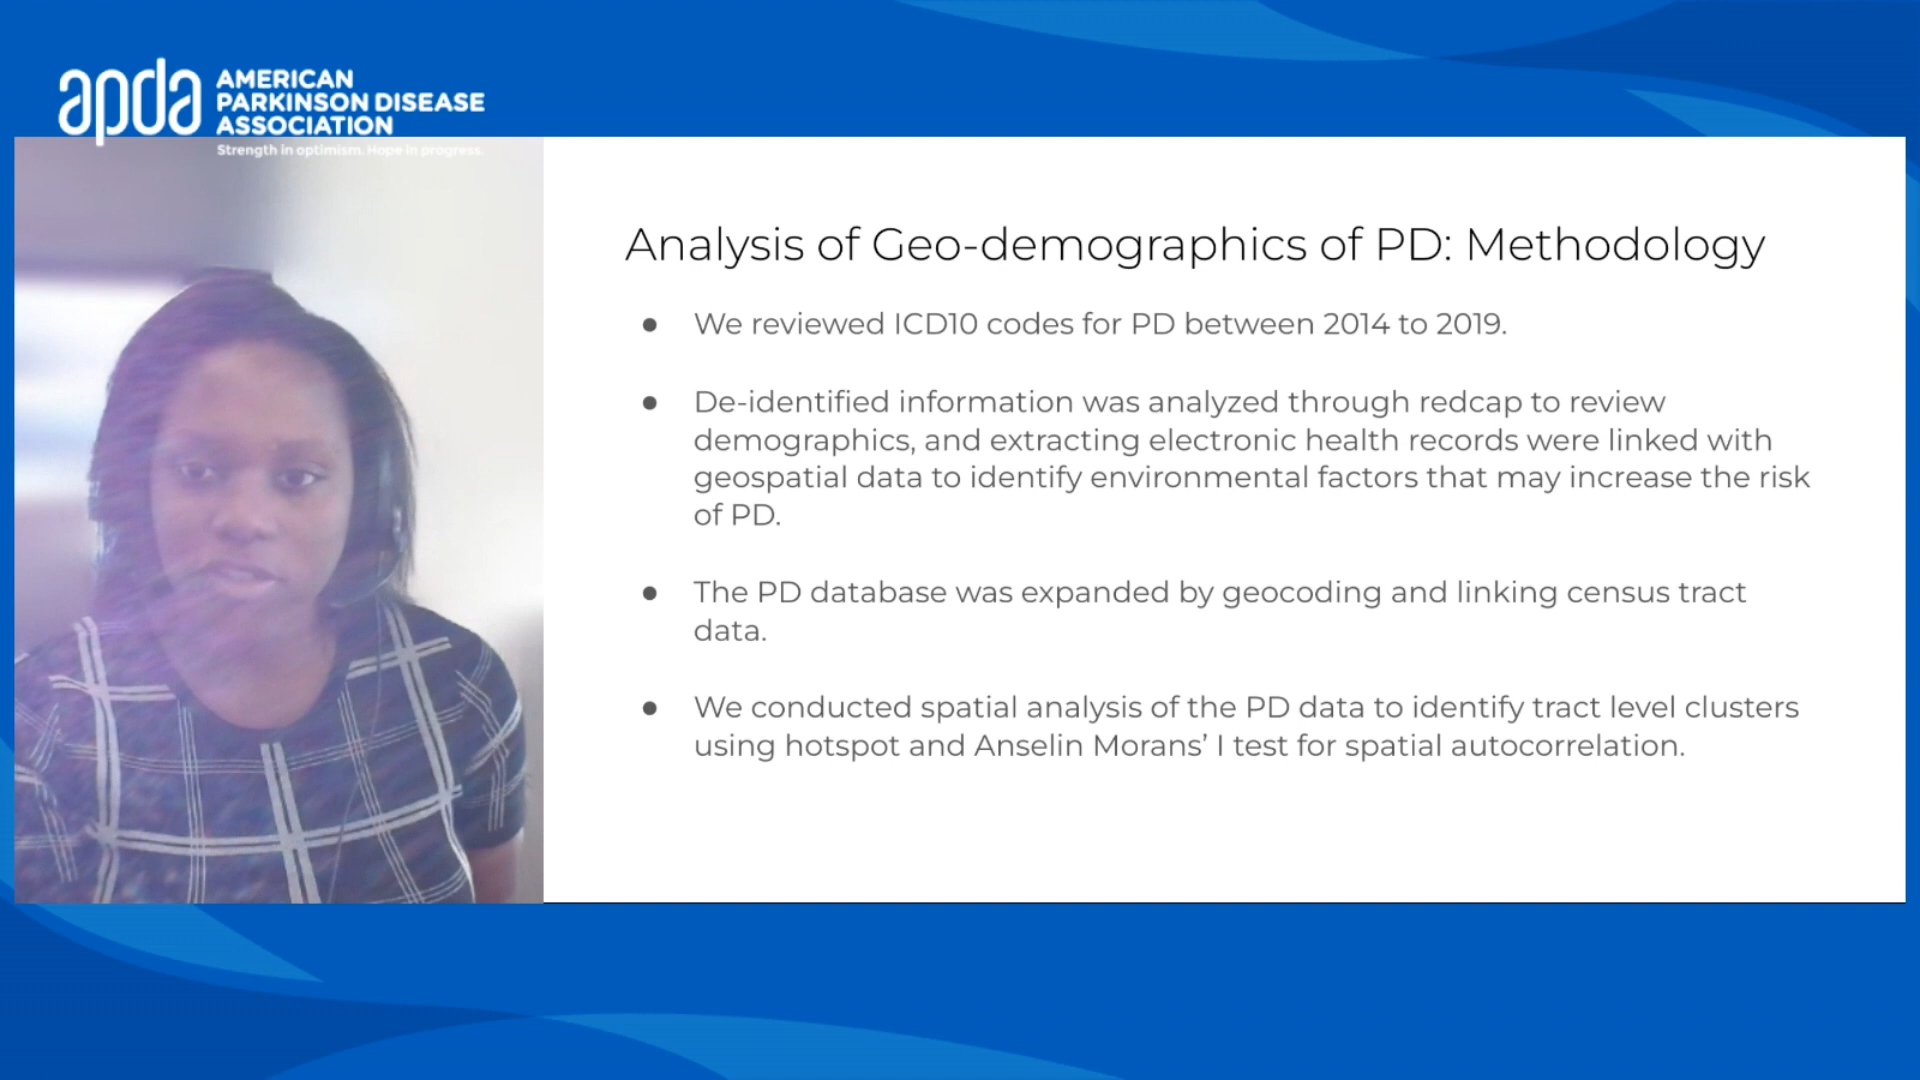 apda
AMERICAN
PARKINSON DISEASE
ASSOCIATION
Strength in optimism. Hope in progress.
Analysis of Geo-demographics of PD: Methodology
● We reviewed ICD10 codes for PD between 2014 to 2019.
● De-identified information was analyzed through redcap to review
demographics, and extracting electronic health records were linked with
geospatial data to identify environmental factors that may increase the risk
of PD.
● The PD database was expanded by geocoding and linking census tract
data.
● We conducted spatial analysis of the PD data to identify tract level clusters
using hotspot and Anselin Morans’ I test for spatial autocorrelation.